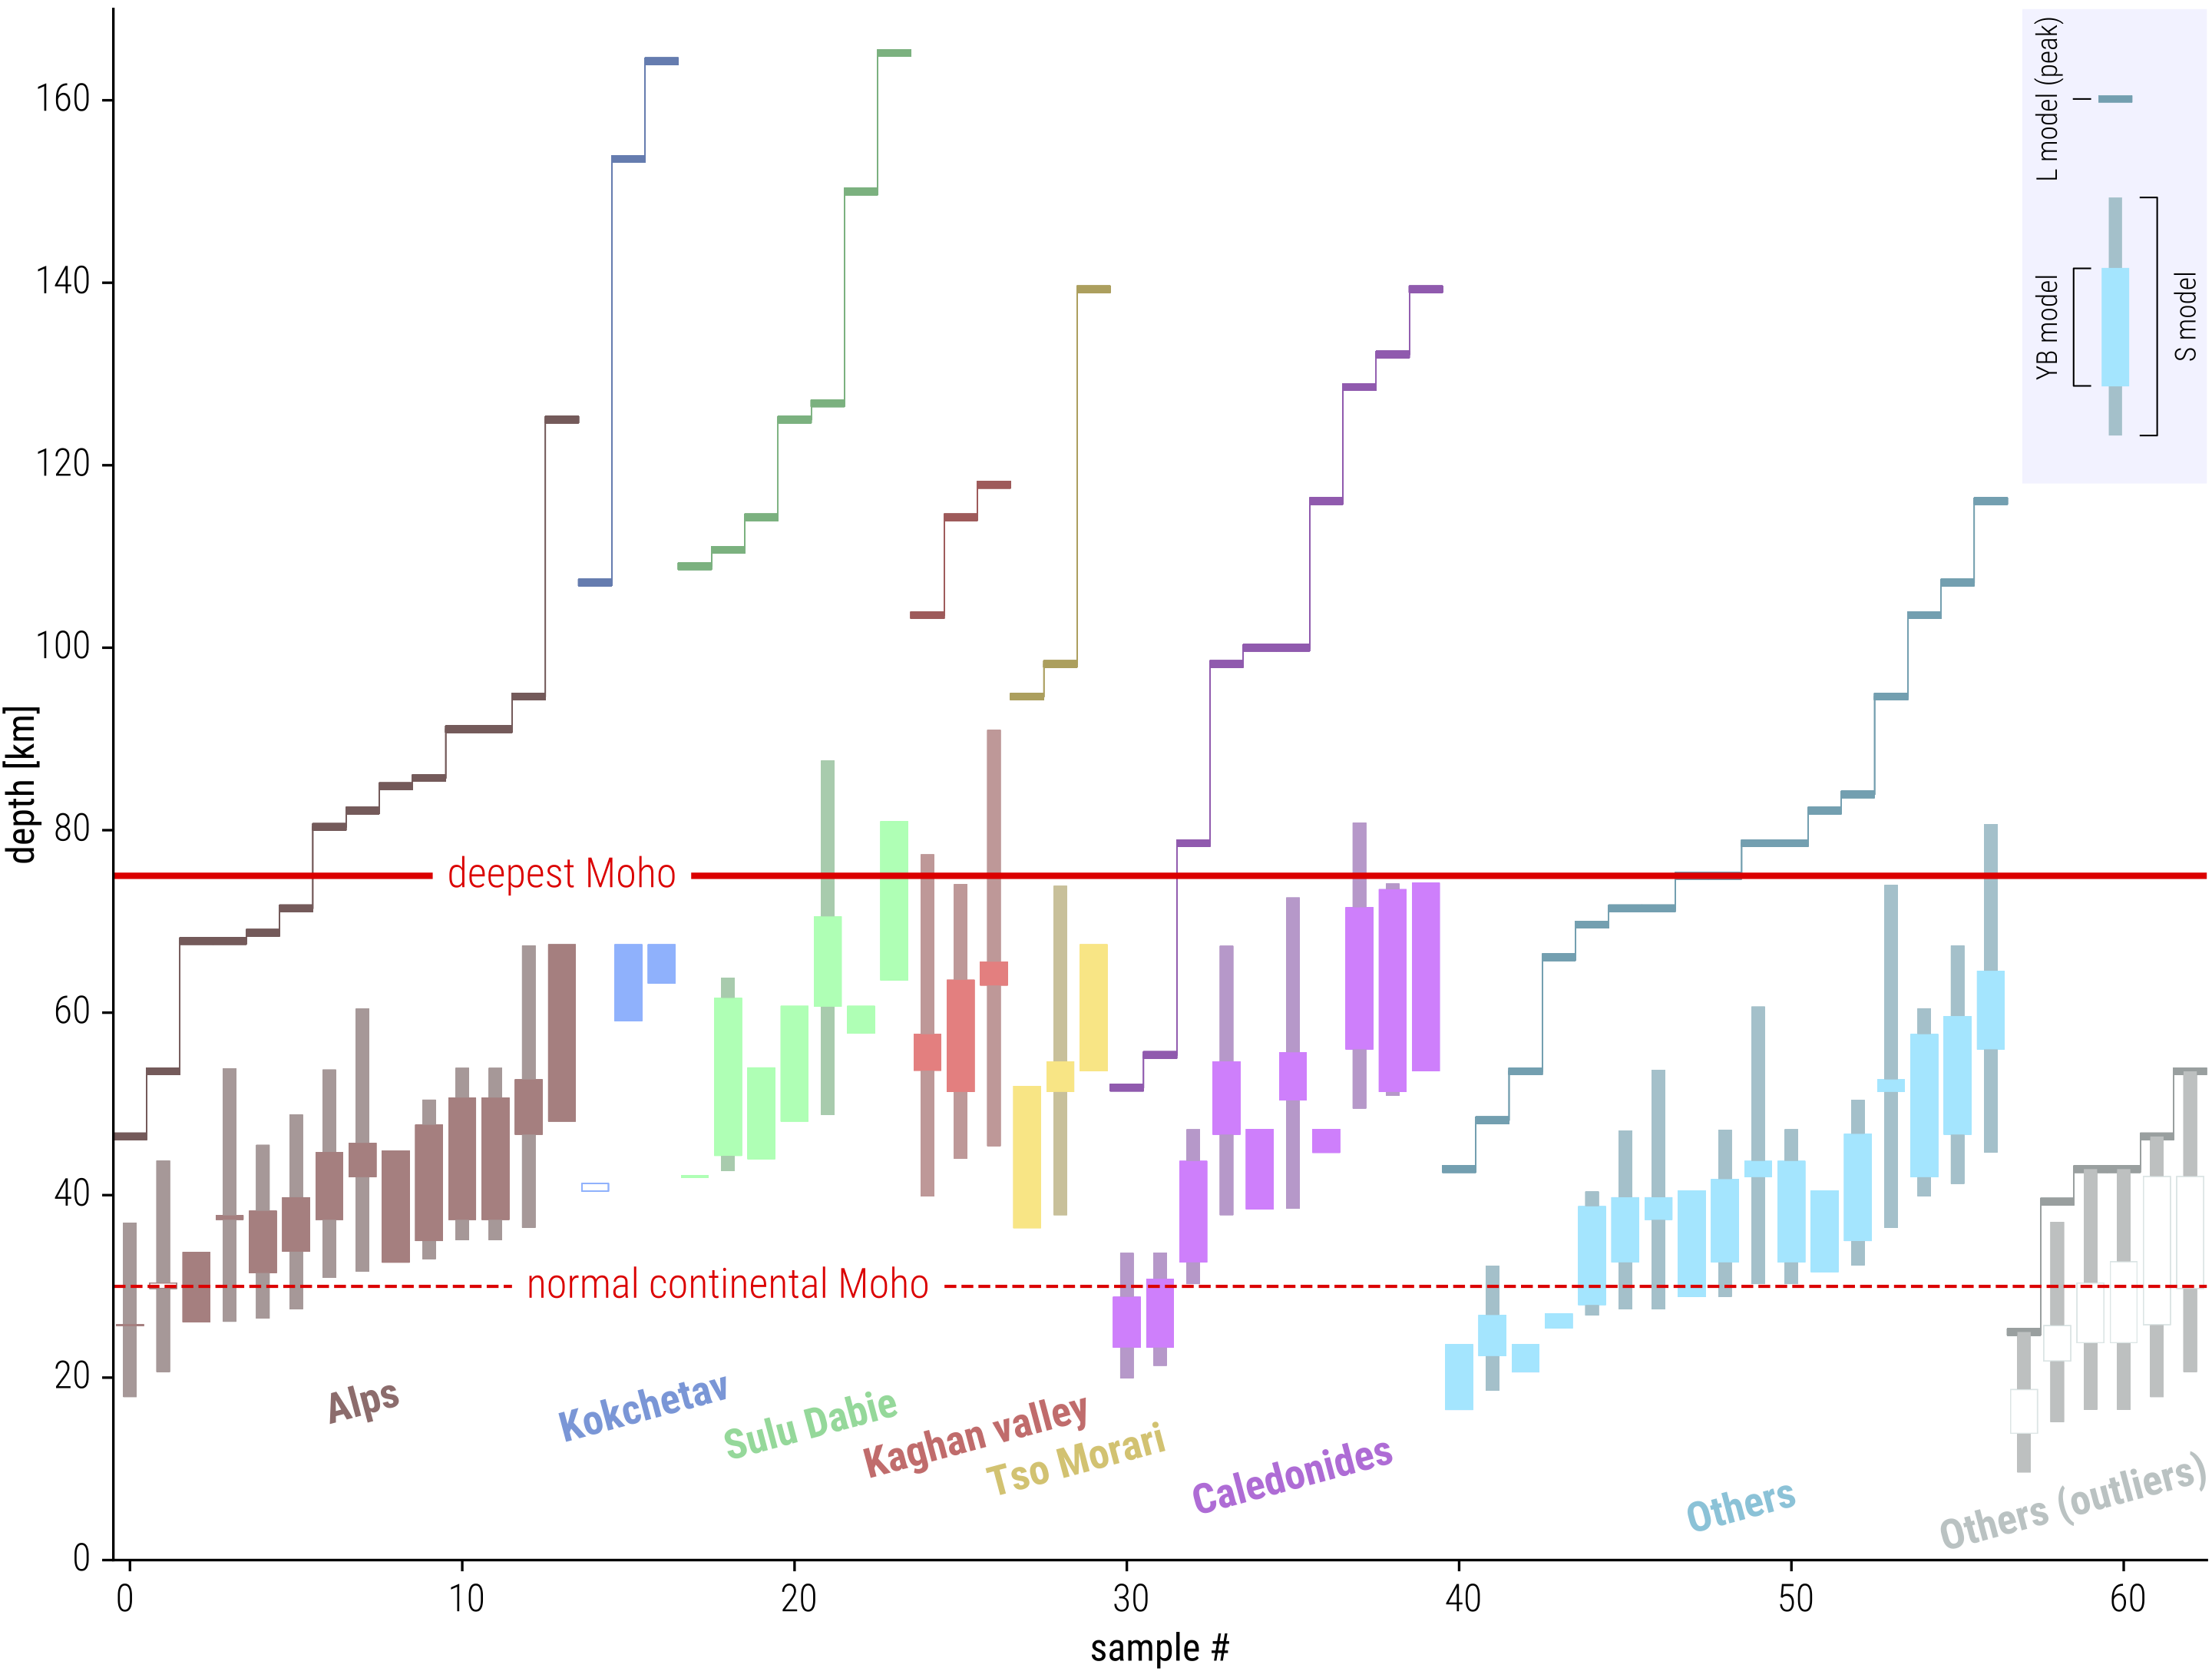 L model (peak)
YB model
S model
160
140
120
100
80
60
40
20
0
depth [km]
deepest Moho
normal continental Moho
Alps
Kokchetav
Sulu Dabie
Kaghan valley
Tso Morari
Caledonides
Others
Others (outliers)
0
10
20
30
40
50
60
sample #